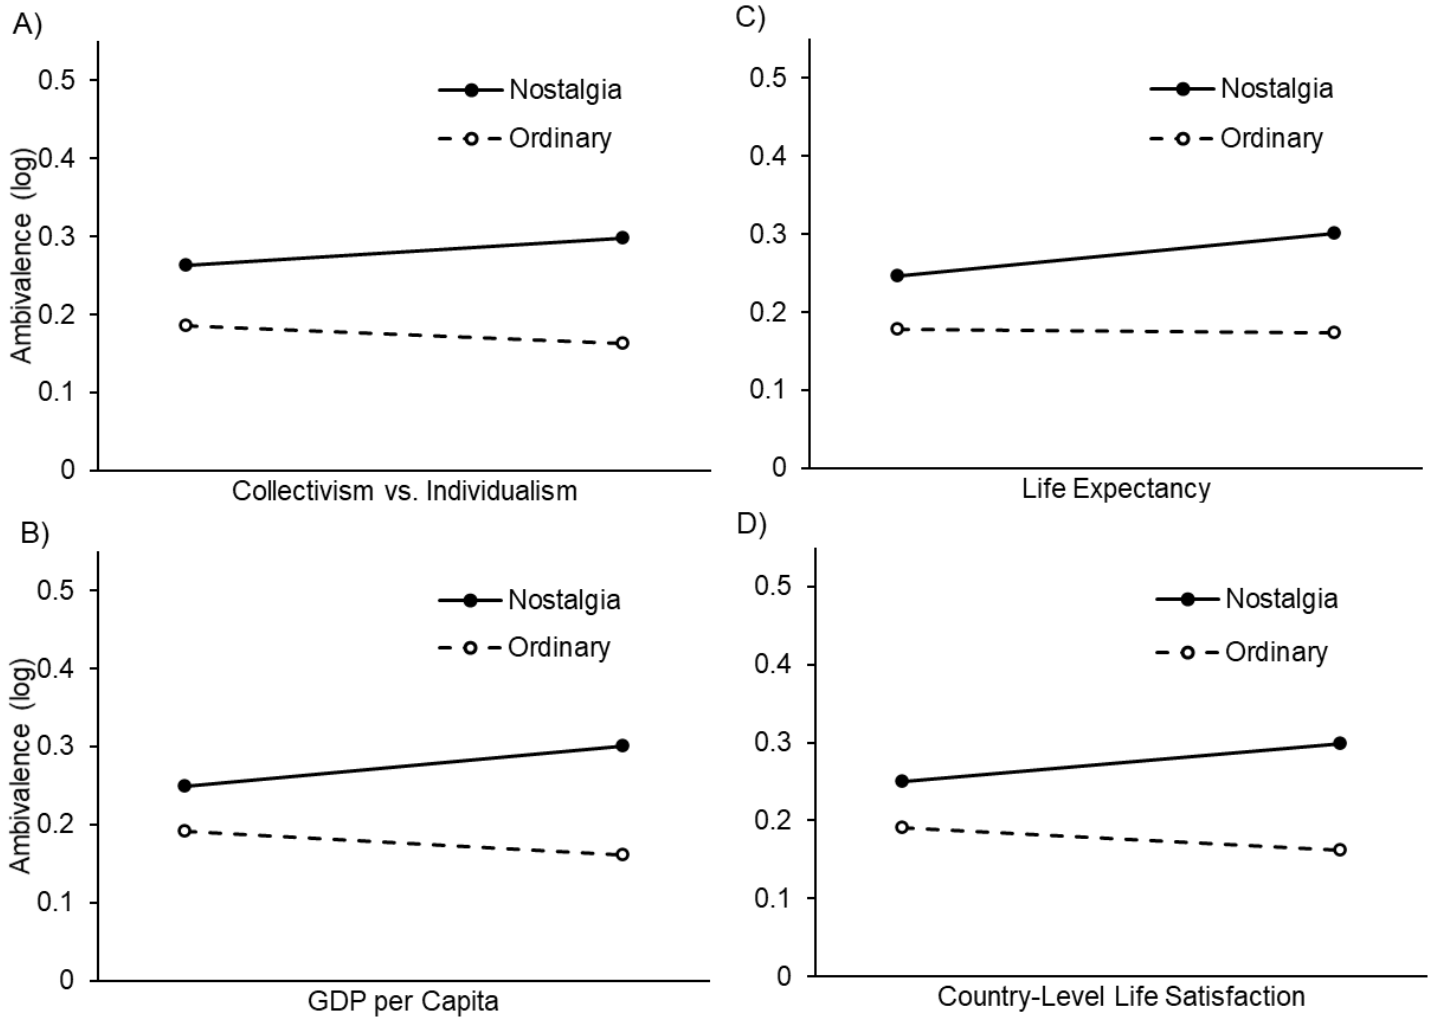 A)
Ambivalence (log)
0.5
0.4
0.3
0.2
0.1
0
Nostalgia
Ordinary
Collectivism vs. Individualism
B)
Ambivalence (log)
0.5
0.4
0.3
0.2
0.1
0
Nostalgia
Ordinary
GDP per Capita
C)
0.5
0.4
0.3
0.2
0.1
0
Nostalgia
Ordinary
Life Expectancy
D)
0.5
0.4
0.3
0.2
0.1
0
Nostalgia
Ordinary
Country-Level Life Satisfaction